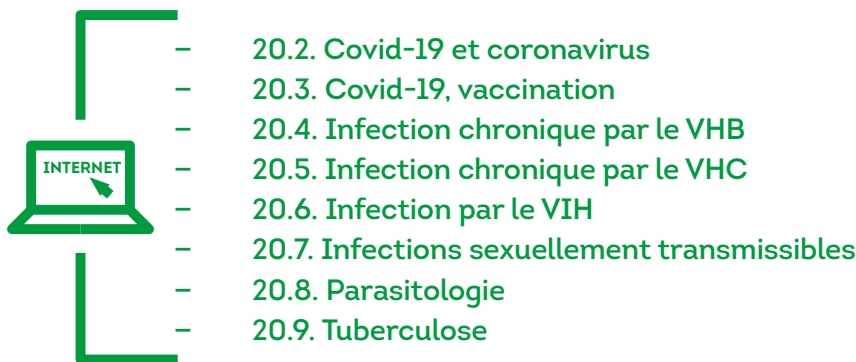 – 20.2. Covid-19 et coronavirus
– 20.3. Covid-19, vaccination
– 20.4. Infection chronique par le VHB
INTERNET
– 20.5. Infection chronique par le VHC
– 20.6. Infection par le VIH
– 20.7. Infections sexuellement transmissibles
– 20.8. Parasitologie
– 20.9. Tuberculose